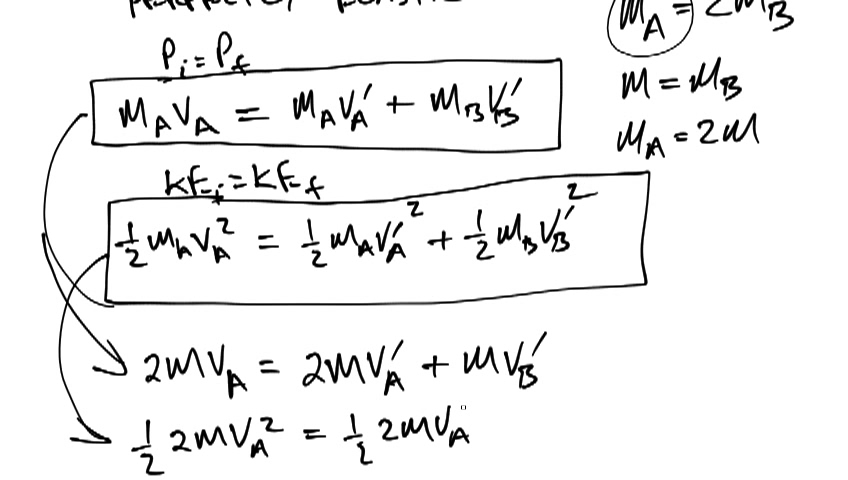 m_A = 2m_B
P_i = P_f
m_A V_A = m_A V_A' + m_B V_B'
m = m_B
m_A = 2m
KE_i = KE_f
½ m_A V_A² = ½ m_A V_A'² + ½ m_B V_B'²
2m V_A = 2m V_A' + m V_B'
½ 2m V_A² = ½ 2m V_A